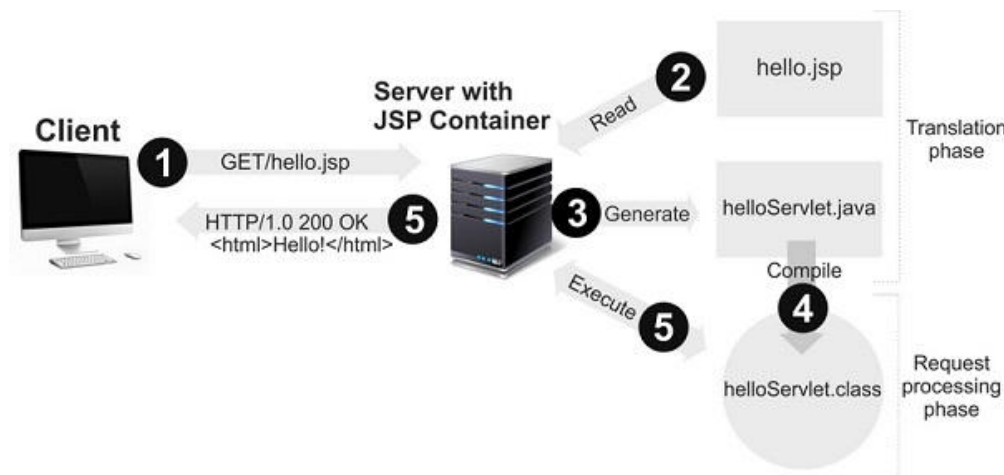 Client
1
GET/hello.jsp
HTTP/1.0 200 OK
<html>Hello!</html>
5
Server with
JSP Container
2
Read
hello.jsp
3
Generate
helloServlet.java
Compile
4
Execute
5
helloServlet.class
Translation
phase
Request
processing
phase